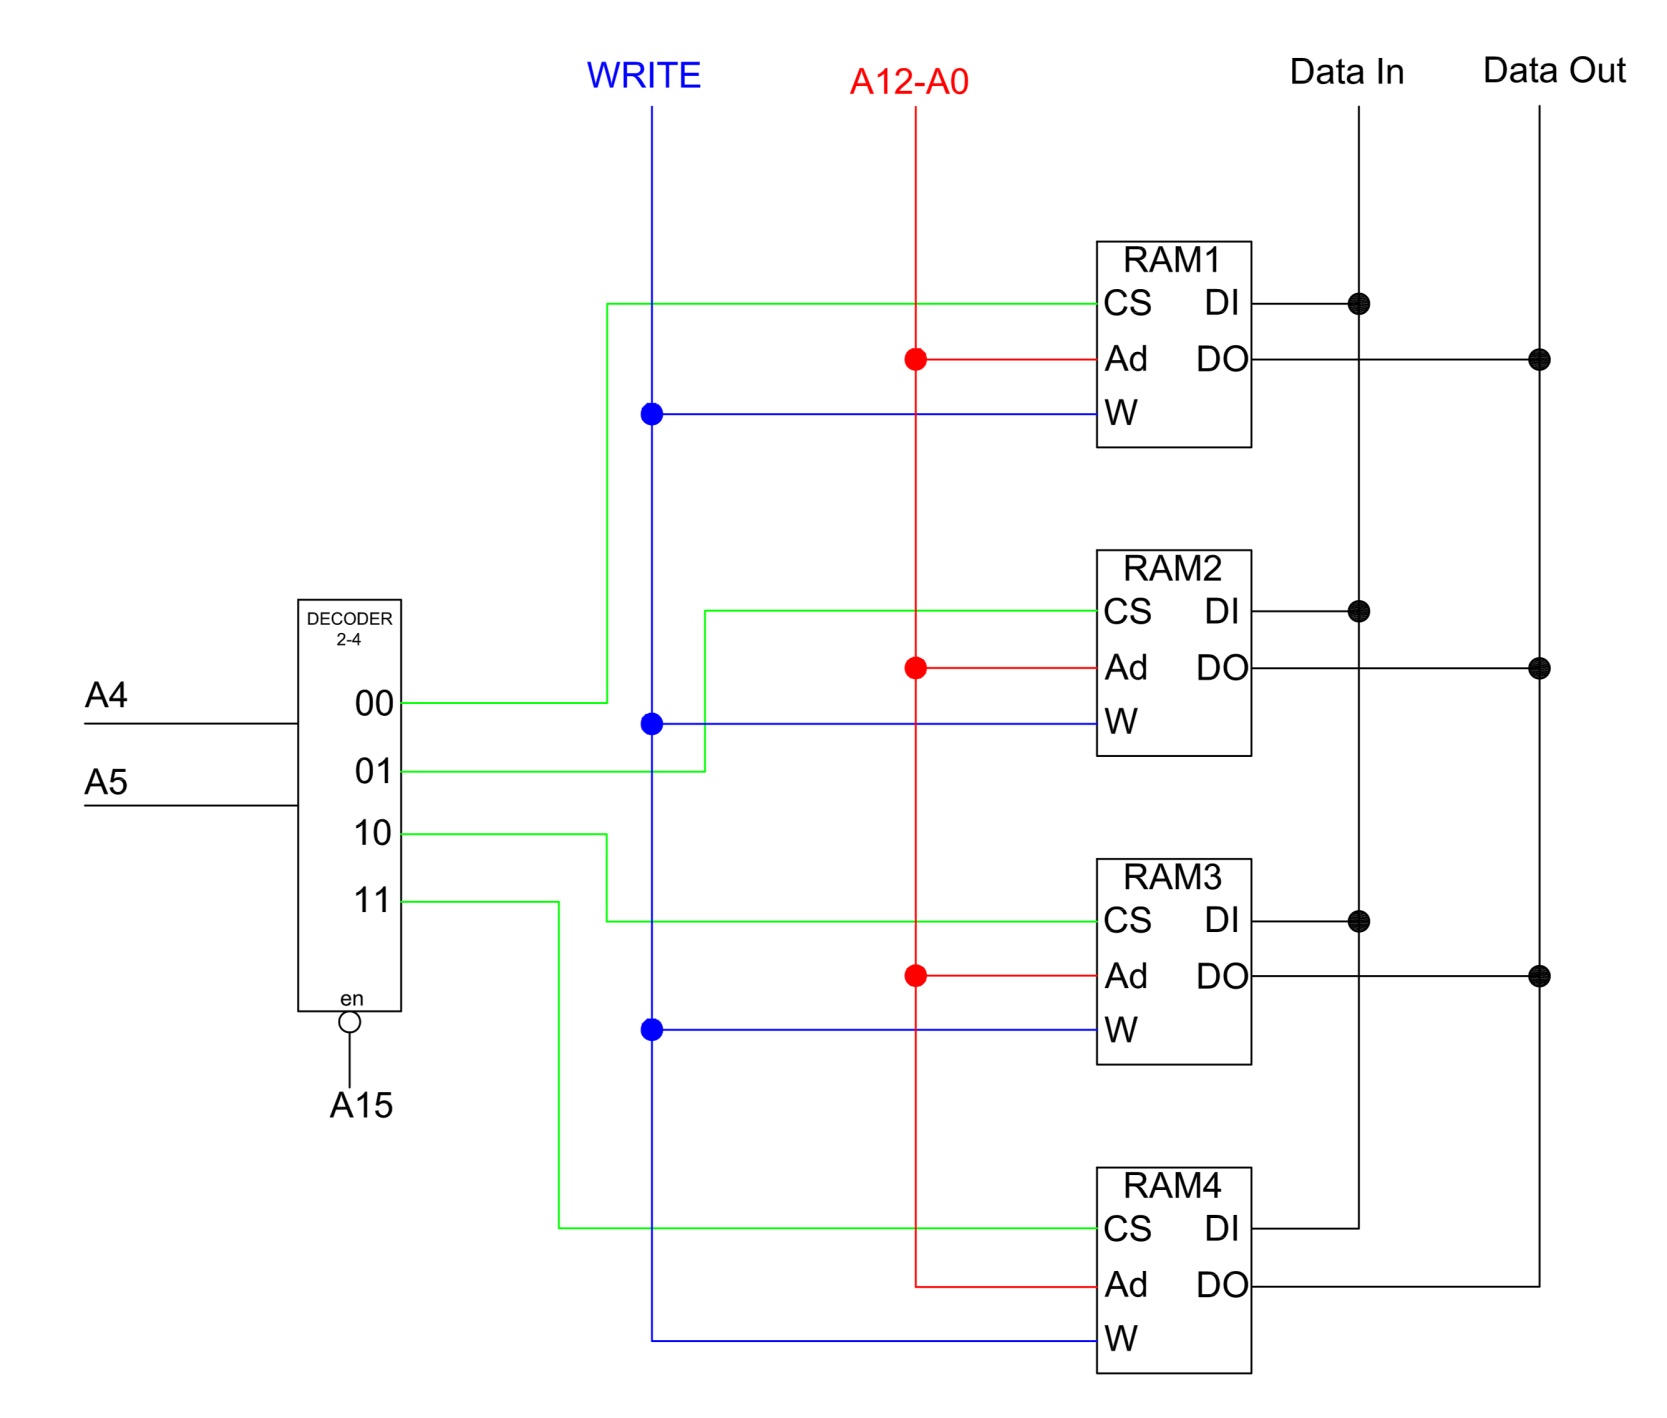 WRITE
A12-A0
Data In
Data Out
RAM1
CS DI
Ad DO
W
RAM2
CS DI
Ad DO
W
DECODER
2-4
00
01
10
11
en
A4
A5
A15
RAM3
CS DI
Ad DO
W
RAM4
CS DI
Ad DO
W